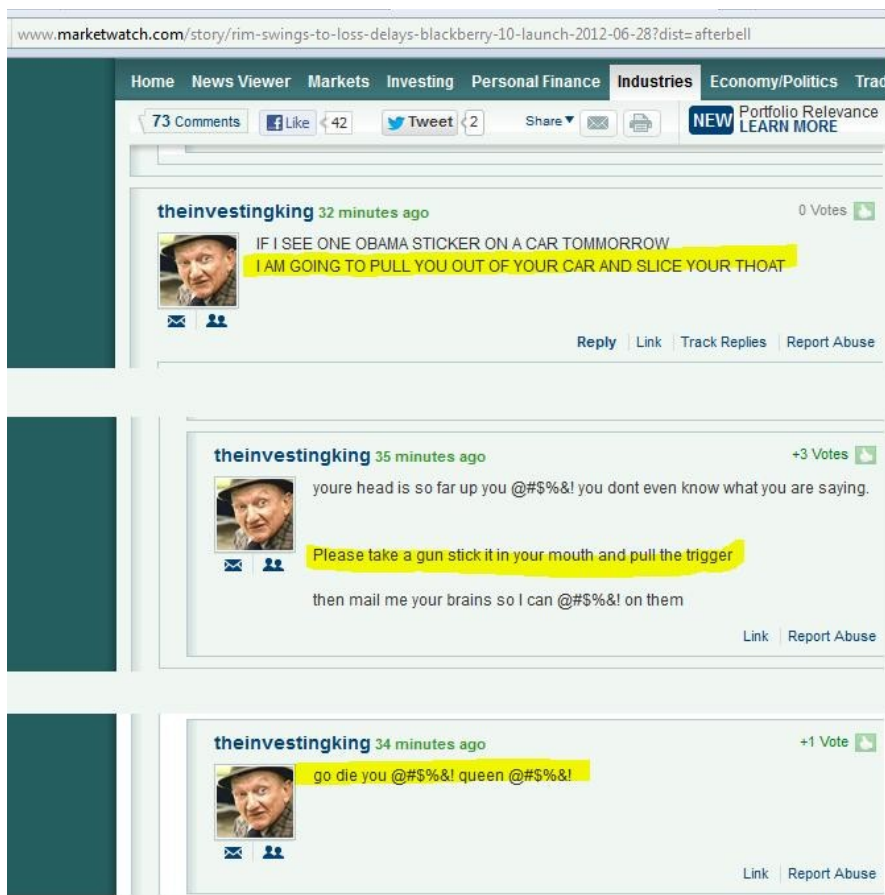 www.marketwatch.com/story/rim-swings-to-loss-delays-blackberry-10-launch-2012-06-28?dist=afterbell
Home News Viewer Markets Investing Personal Finance Industries Economy/Politics Trad
73 Comments Like 42 Tweet 2 Share NEW Portfolio Relevance
LEARN MORE
theinvestingking 32 minutes ago 0 Votes
IF I SEE ONE OBAMA STICKER ON A CAR TOMMORROW
I AM GOING TO PULL YOU OUT OF YOUR CAR AND SLICE YOUR THOAT
Reply Link Track Replies Report Abuse
theinvestingking 35 minutes ago +3 Votes
youre head is so far up you @#$%&! you dont even know what you are saying.
Please take a gun stick it in your mouth and pull the trigger
then mail me your brains so I can @#$%&! on them
Link Report Abuse
theinvestingking 34 minutes ago +1 Vote
go die you @#$%&! queen @#$%&!
Link Report Abuse